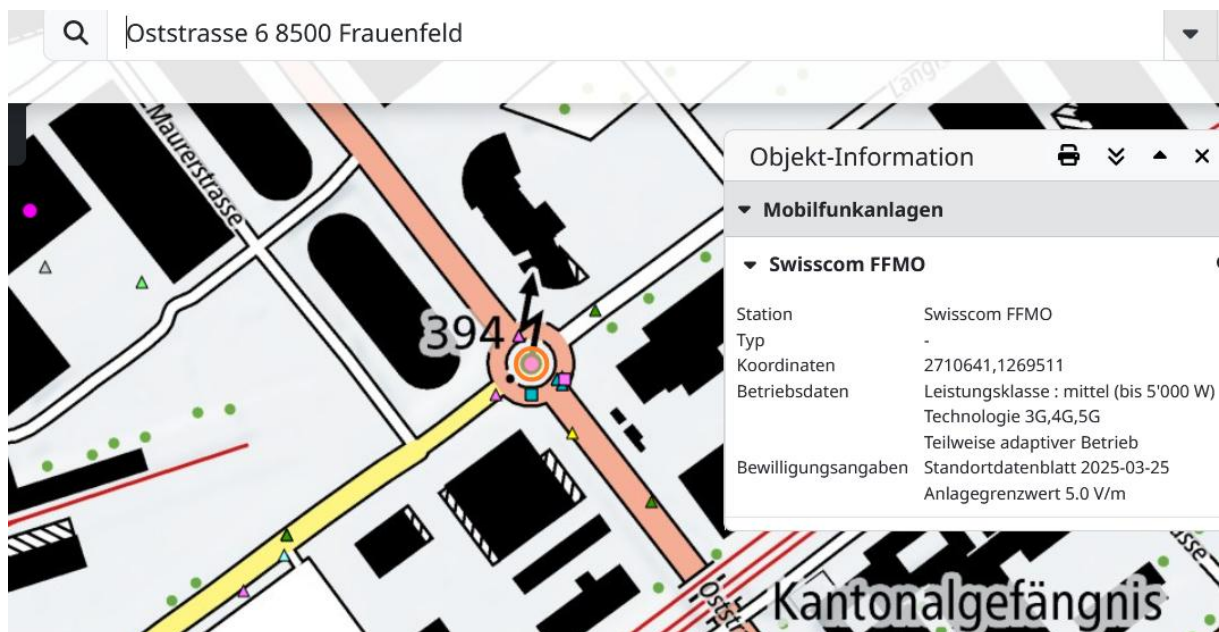 Oststrasse 6 8500 Frauenfeld
Langf
Maurerstrasse
394
Objekt-Information
Mobilfunkanlagen
Swisscom FFMO
Station Swisscom FFMO
Typ -
Koordinaten 2710641,1269511
Betriebsdaten Leistungsklasse : mittel (bis 5'000 W)
Technologie 3G,4G,5G
Teilweise adaptiver Betrieb
Bewilligungsangaben Standortdatenblatt 2025-03-25
Anlagegrenzwert 5.0 V/m
Oststr
Kantonalgefängnis